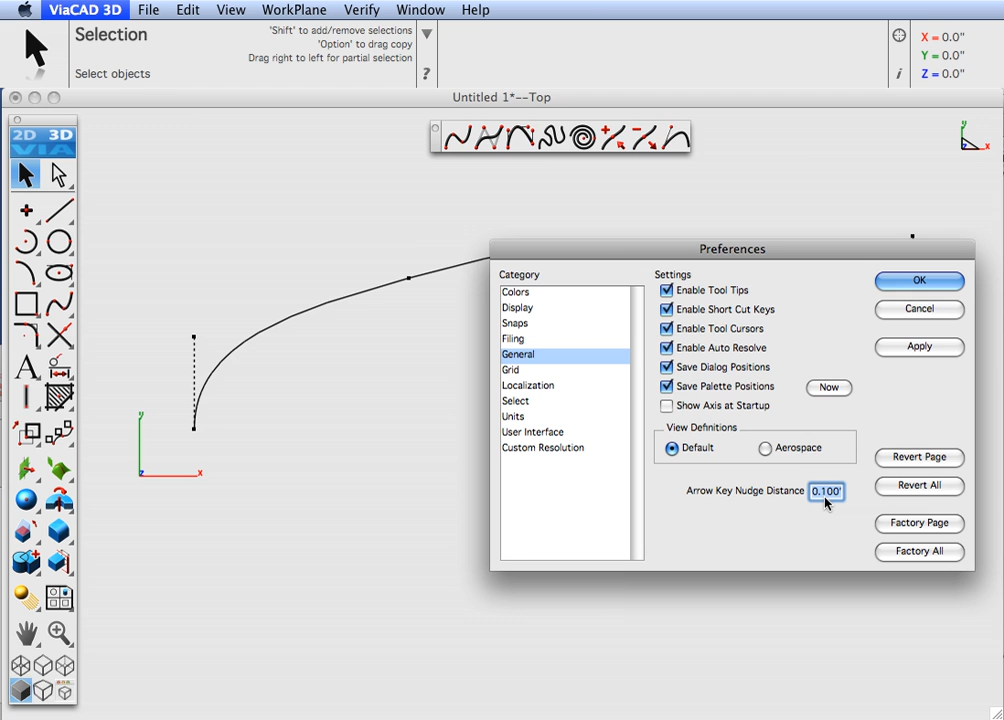 ViaCAD 3D File Edit View WorkPlane Verify Window Help
Selection
'Shift' to add/remove selections
'Option' to drag copy
Drag right to left for partial selection
Select objects
?
i
X = 0.0"
Y = 0.0"
Z = 0.0"
Untitled 1*--Top
2D 3D
VIA
A
y
x
z
y
x
z
Preferences
Category
Colors
Display
Snaps
Filing
General
Grid
Localization
Select
Units
User Interface
Custom Resolution
Settings
Enable Tool Tips
Enable Short Cut Keys
Enable Tool Cursors
Enable Auto Resolve
Save Dialog Positions
Save Palette Positions
Now
Show Axis at Startup
View Definitions
Default
Aerospace
Arrow Key Nudge Distance 0.100'
OK
Cancel
Apply
Revert Page
Revert All
Factory Page
Factory All